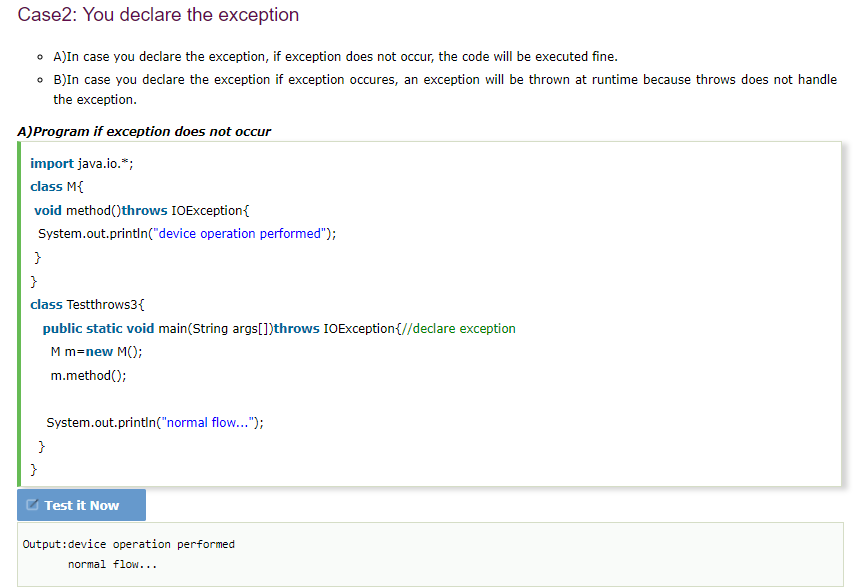 Case2: You declare the exception
A)In case you declare the exception, if exception does not occur, the code will be executed fine.
B)In case you declare the exception if exception occures, an exception will be thrown at runtime because throws does not handle
the exception.
A)Program if exception does not occur
import java.io.*;
class M{
void method()throws IOException{
System.out.println("device operation performed");
}
}
class Testthrows3{
public static void main(String args[])throws IOException{//declare exception
M m=new M();
m.method();
System.out.println("normal flow...");
}
}
Test it Now
Output:device operation performed
normal flow...